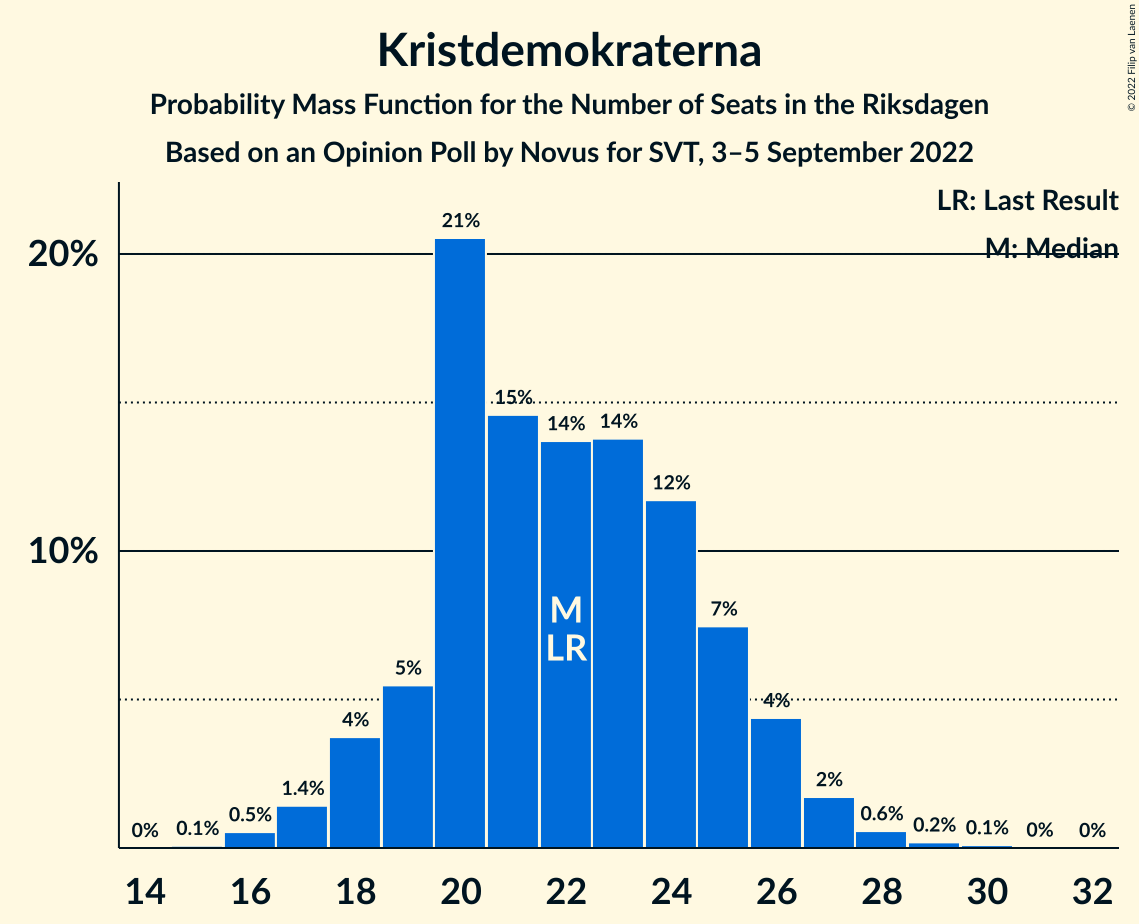 Kristdemokraterna
Probability Mass Function for the Number of Seats in the Riksdagen
Based on an Opinion Poll by Novus for SVT, 3–5 September 2022
© 2022 Filip van Laenen
LR: Last Result
M: Median
20%
10%
0%
0.1%
0.5%
1.4%
4%
5%
21%
15%
14%
14%
12%
7%
4%
2%
0.6%
0.2%
0.1%
0%
0%
M
LR
14 16 18 20 22 24 26 28 30 32